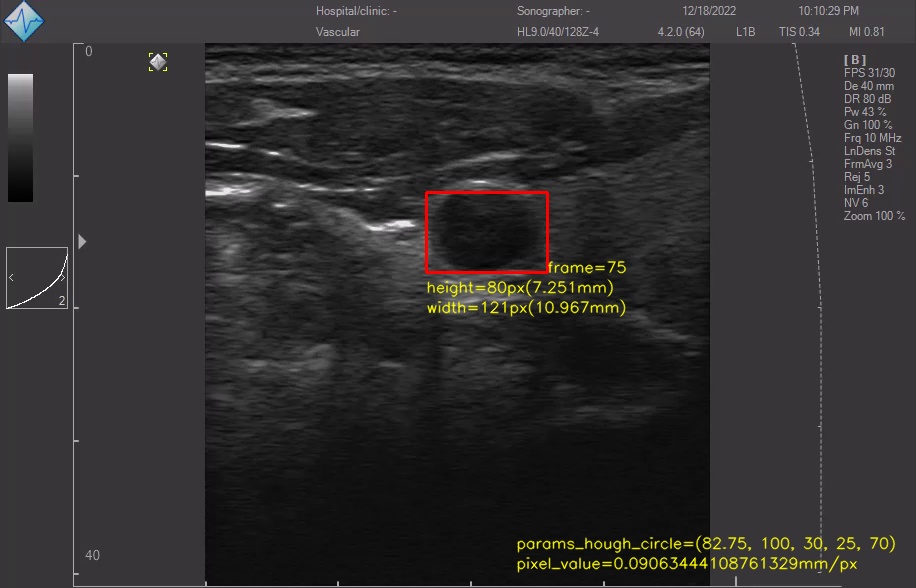 Hospital/clinic: - Sonographer: - 12/18/2022 10:10:29 PM
Vascular HL9.0/40/128Z-4 4.2.0 (64) L1B TIS 0.34 MI 0.81
0
[ B ]
FPS 31/30
De 40 mm
DR 80 dB
Pw 43 %
Gn 100 %
Frq 10 MHz
LnDens St
FrmAvg 3
Rej 5
ImEnh 3
NV 6
Zoom 100 %
2
frame=75
height=80px(7.251mm)
width=121px(10.967mm)
40
params_hough_circle=(82.75, 100, 30, 25, 70)
pixel_value=0.09063444108761329mm/px